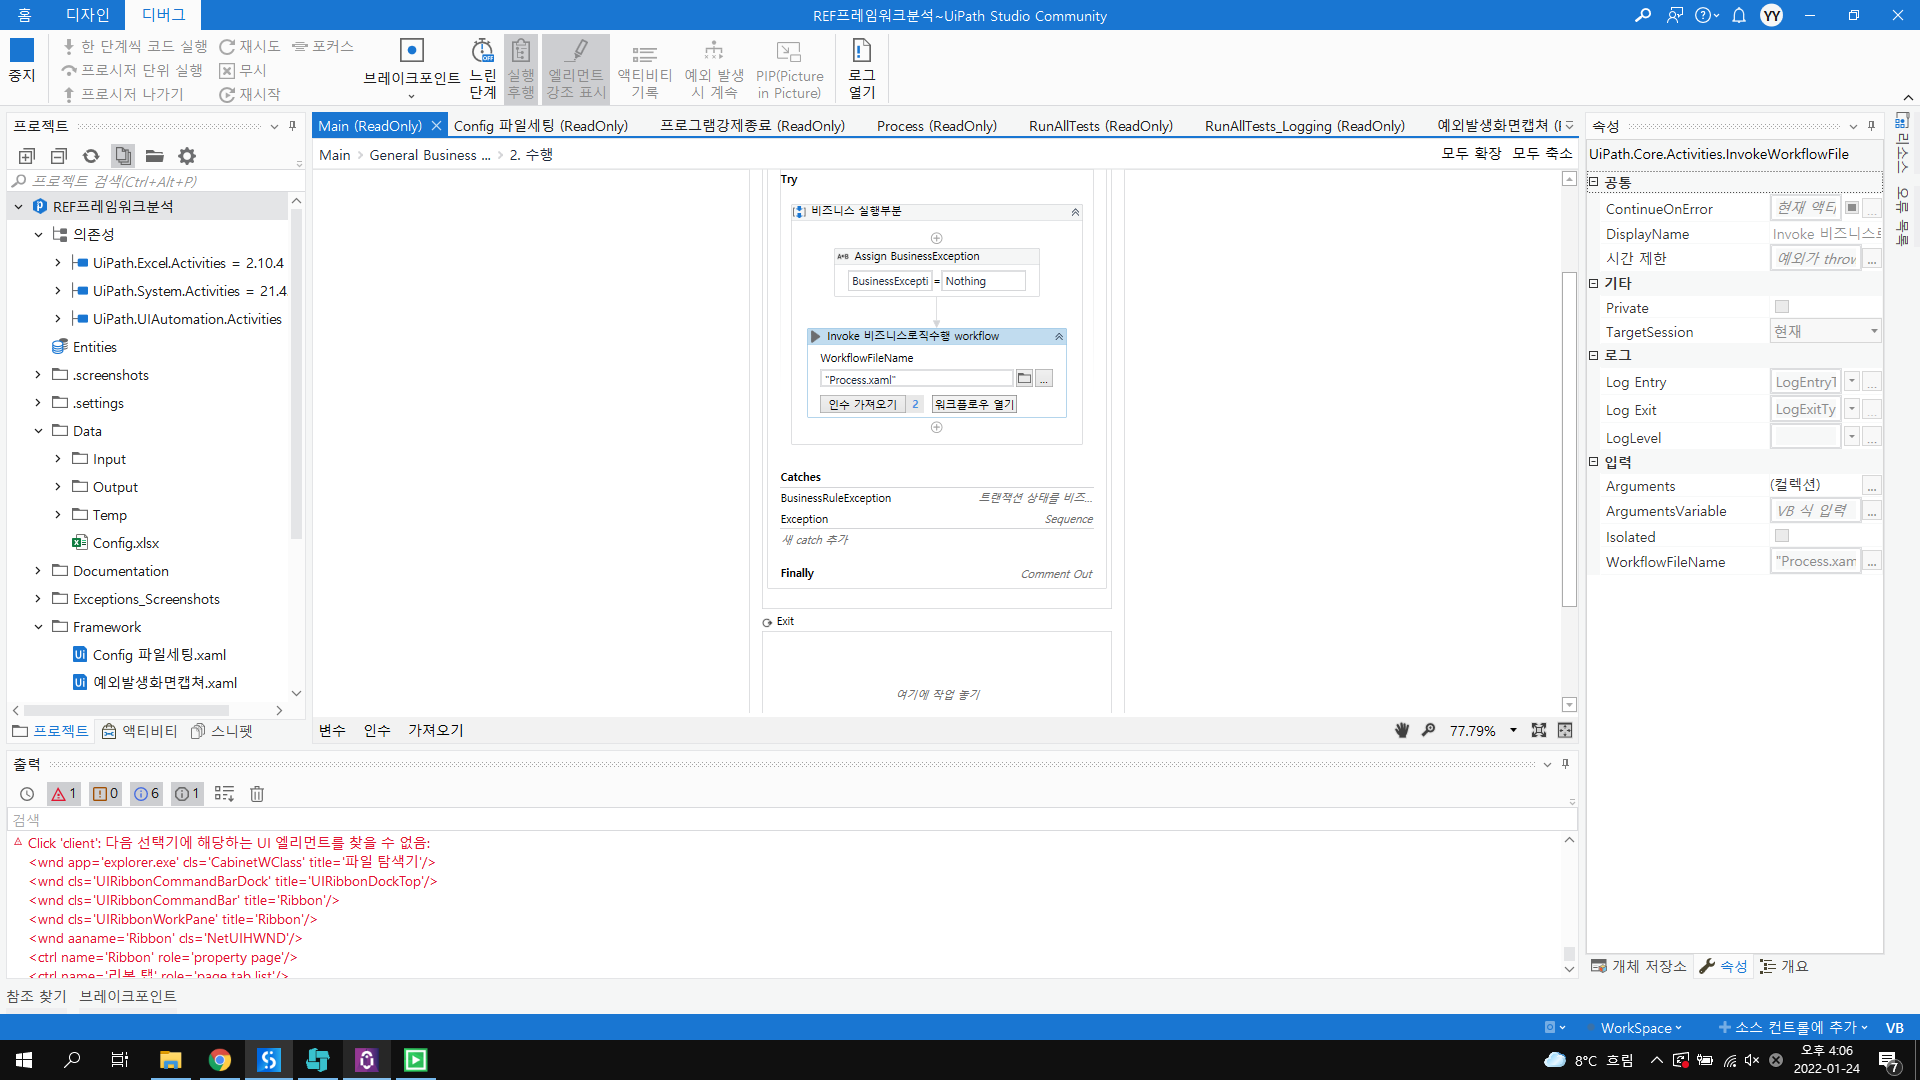 홈 디자인 디버그
REF프레임워크분석~UiPath Studio Community
YY
중지
한 단계씩 코드 실행
프로시저 단위 실행
프로시저 나가기
재시도
무시
재시작
포커스
브레이크포인트
느린 단계
실행 후행
엘리먼트 강조 표시
액티비티 기록
예외 발생 시 계속
PIP(Picture in Picture)
로그 열기
프로젝트
프로젝트 검색(Ctrl+Alt+P)
REF프레임워크분석
의존성
UiPath.Excel.Activities = 2.10.4
UiPath.System.Activities = 21.4
UiPath.UIAutomation.Activities
Entities
.screenshots
.settings
Data
Input
Output
Temp
Config.xlsx
Documentation
Exceptions_Screenshots
Framework
Config 파일세팅.xaml
예외발생화면캡쳐.xaml
프로젝트 액티비티 스니펫
Main (ReadOnly) Config 파일세팅 (ReadOnly) 프로그램강제종료 (ReadOnly) Process (ReadOnly) RunAllTests (ReadOnly) RunAllTests_Logging (ReadOnly) 예외발생화면캡쳐 (
Main General Business ... 2. 수행
모두 확장 모두 축소
Try
비즈니스 실행부분
Assign BusinessException
BusinessExcepti = Nothing
Invoke 비즈니스로직수행 workflow
WorkflowFileName
"Process.xaml"
...
인수 가져오기 2 워크플로우 열기
Catches
BusinessRuleException 트랜잭션 상태를 비즈...
Exception Sequence
새 catch 추가
Finally Comment Out
Exit
여기에 작업 놓기
변수 인수 가져오기
77.79%
속성
UiPath.Core.Activities.InvokeWorkflowFile
공통
ContinueOnError 현재 액티
DisplayName Invoke 비즈니스로
시간 제한 예외가 throw ...
기타
Private
TargetSession 현재
로그
Log Entry LogEntryT
Log Exit LogExitTy
LogLevel
입력
Arguments (컬렉션) ...
ArgumentsVariable VB 식 입력 ...
Isolated
WorkflowFileName "Process.xam ...
개체 저장소 속성 개요
리소스
오류 목록
출력
1 0 6 1
검색
Click 'client': 다음 선택기에 해당하는 UI 엘리먼트를 찾을 수 없음:
<wnd app='explorer.exe' cls='CabinetWClass' title='파일 탐색기'/>
<wnd cls='UIRibbonCommandBarDock' title='UIRibbonDockTop'/>
<wnd cls='UIRibbonCommandBar' title='Ribbon'/>
<wnd cls='UIRibbonWorkPane' title='Ribbon'/>
<wnd aaname='Ribbon' cls='NetUIHWND'/>
<ctrl name='Ribbon' role='property page'/>
<ctrl name='리본 탭' role='page tab list'/>
참조 찾기 브레이크포인트
WorkSpace 소스 컨트롤에 추가 VB
8°C 흐림
오후 4:06
2022-01-24
7